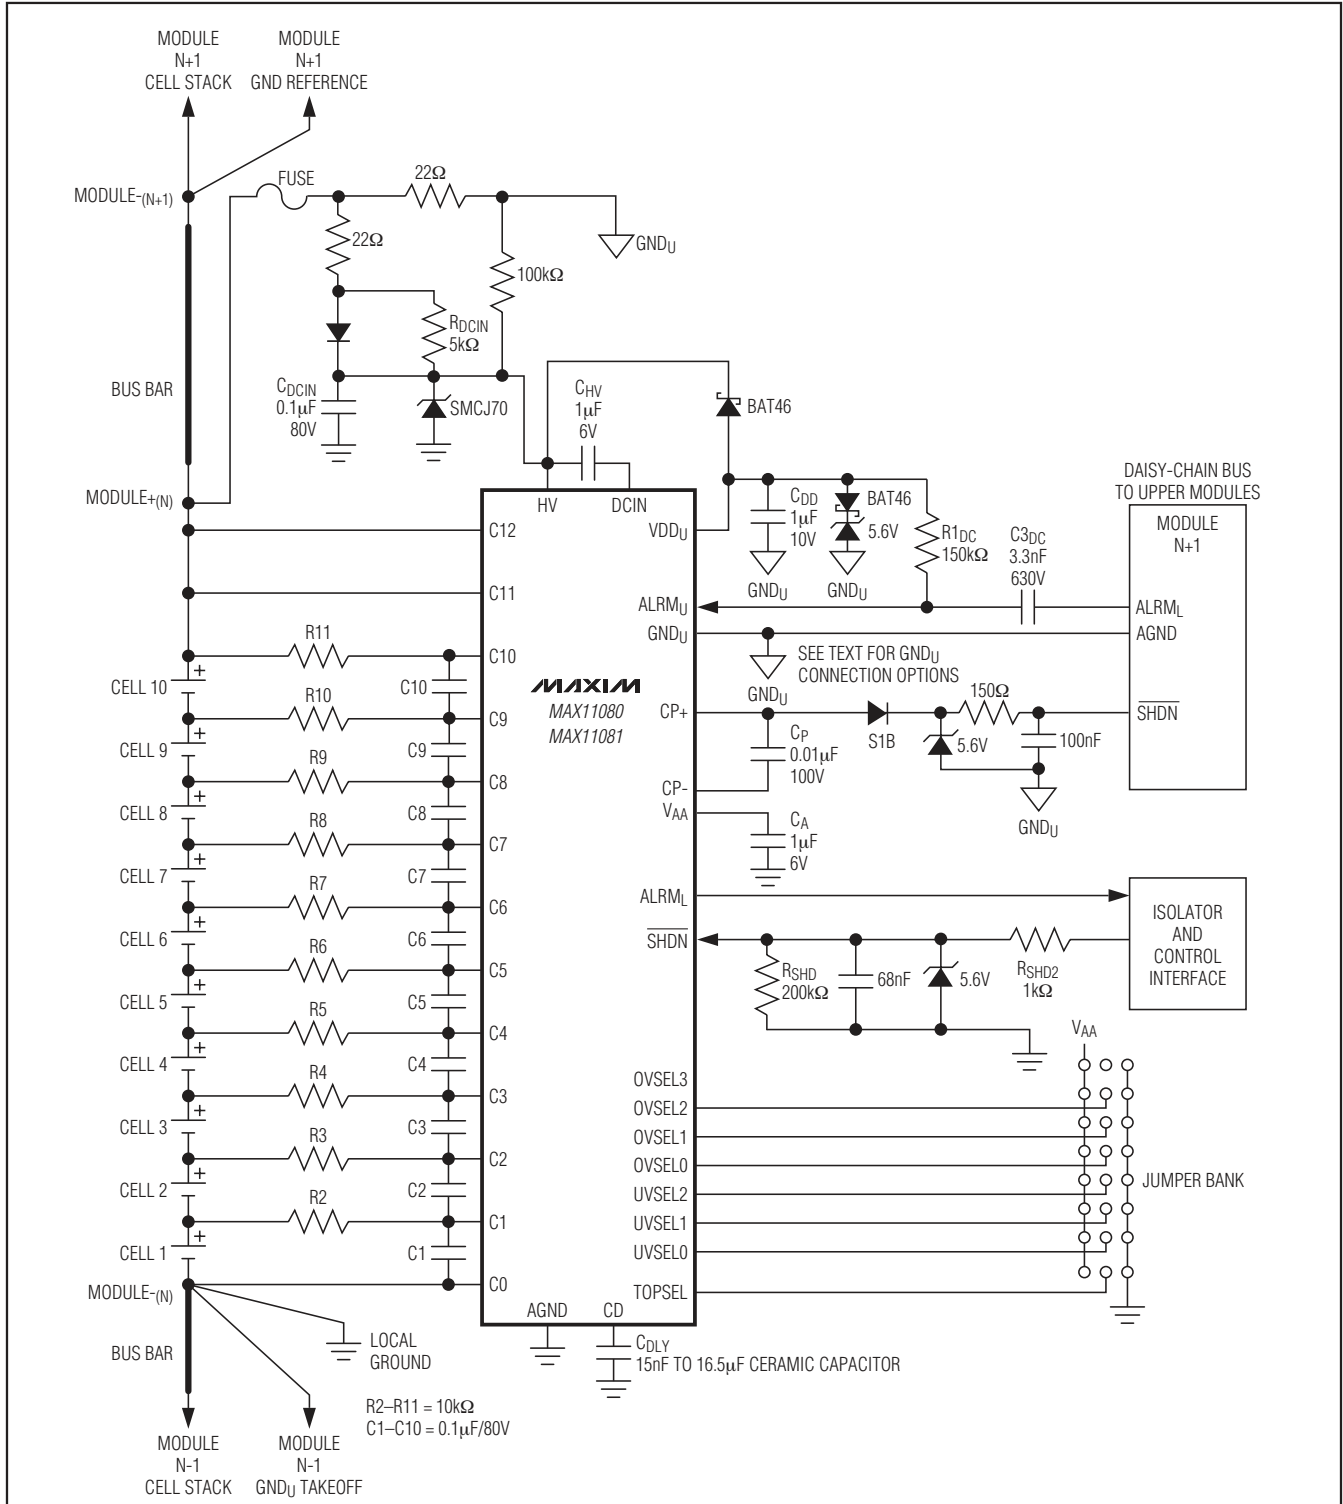 MODULE
N+1
CELL STACK
MODULE
N+1
GND REFERENCE
MODULE-(N+1)
FUSE
22Ω
22Ω
GNDU
100kΩ
RDCIN
5kΩ
BUS BAR
CDCIN
0.1µF
80V
SMCJ70
CHV
1µF
6V
BAT46
MODULE+(N)
HV
DCIN
VDDU
CDD
1µF
10V
GNDU
BAT46
5.6V
GNDU
R1DC
150kΩ
C3DC
3.3nF
630V
DAISY-CHAIN BUS
TO UPPER MODULES
MODULE
N+1
ALRML
AGND
SHDN
C12
C11
C10
C9
C8
C7
C6
C5
C4
C3
C2
C1
C0
ALRMU
GNDU
GNDU
SEE TEXT FOR GNDU
CONNECTION OPTIONS
MAXIM
MAX11080
MAX11081
CP+
CP-
VAA
CP
0.01µF
100V
S1B
5.6V
150Ω
100nF
GNDU
CA
1µF
6V
R11
R10
R9
R8
R7
R6
R5
R4
R3
R2
C10
C9
C8
C7
C6
C5
C4
C3
C2
C1
CELL 10
+
CELL 9
+
CELL 8
+
CELL 7
+
CELL 6
+
CELL 5
+
CELL 4
+
CELL 3
+
CELL 2
+
CELL 1
+
ALRML
SHDN
RSHD
200kΩ
68nF
5.6V
RSHD2
1kΩ
ISOLATOR
AND
CONTROL
INTERFACE
VAA
OVSEL3
OVSEL2
OVSEL1
OVSEL0
UVSEL2
UVSEL1
UVSEL0
TOPSEL
JUMPER BANK
MODULE-(N)
BUS BAR
LOCAL
GROUND
AGND
CD
CDLY
15nF TO 16.5µF CERAMIC CAPACITOR
R2–R11 = 10kΩ
C1–C10 = 0.1µF/80V
MODULE
N-1
CELL STACK
MODULE
N-1
GNDU TAKEOFF